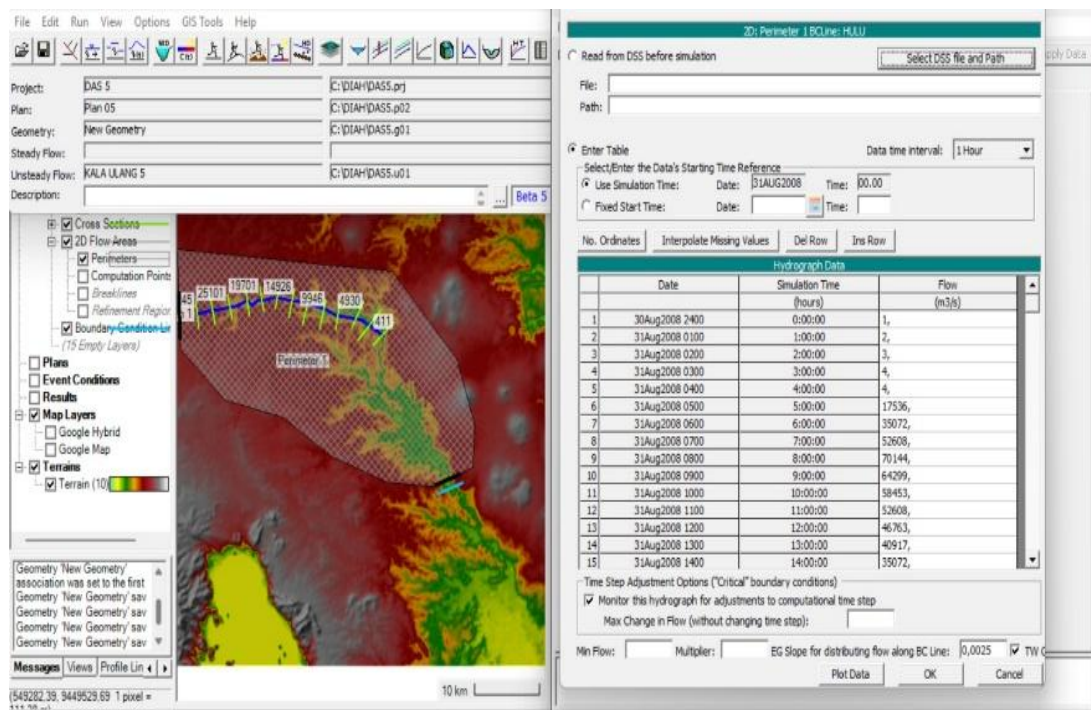 File Edit Run View Options GIS Tools Help
Project: DAS 5 C:\DIAH\DAS5.prj
Plan: Plan 05 C:\DIAH\DAS5.p02
Geometry: New Geometry C:\DIAH\DAS5.g01
Steady Flow:
Unsteady Flow: KALA ULANG 5 C:\DIAH\DAS5.u01
Description: ... Beta 5
Cross Sections
2D Flow Areas
Perimeters
Computation Points
Breaklines
Refinement Region
Boundary Condition Lin
(15 Empty Layers)
Plans
Event Conditions
Results
Map Layers
Google Hybrid
Google Map
Terrains
Terrain (10)
45 25101 19701 14926 9946 4930 411
Perimeter 1
10 km
Geometry 'New Geometry'
association was set to the first
Geometry 'New Geometry' sav
Geometry 'New Geometry' sav
Geometry 'New Geometry' sav
Geometry 'New Geometry' sav
Messages Views Profile Lin
(549282.39, 9449529.69 1 pixel =
2D: Perimeter 1 BCLine: HULU
Read from DSS before simulation Select DSS file and Path
File:
Path:
Enter Table Data time interval: 1 Hour
Select/Enter the Data's Starting Time Reference
Use Simulation Time: Date: 31AUG2008 Time: 00.00
Fixed Start Time: Date: Time:
No. Ordinates Interpolate Missing Values Del Row Ins Row
Hydrograph Data
Date Simulation Time Flow
(hours) (m3/s)
1 30Aug2008 2400 0:00:00 1,
2 31Aug2008 0100 1:00:00 2,
3 31Aug2008 0200 2:00:00 3,
4 31Aug2008 0300 3:00:00 4,
5 31Aug2008 0400 4:00:00 4,
6 31Aug2008 0500 5:00:00 17536,
7 31Aug2008 0600 6:00:00 35072,
8 31Aug2008 0700 7:00:00 52608,
9 31Aug2008 0800 8:00:00 70144,
10 31Aug2008 0900 9:00:00 64299,
11 31Aug2008 1000 10:00:00 58453,
12 31Aug2008 1100 11:00:00 52608,
13 31Aug2008 1200 12:00:00 46763,
14 31Aug2008 1300 13:00:00 40917,
15 31Aug2008 1400 14:00:00 35072,
Time Step Adjustment Options ("Critical" boundary conditions)
Monitor this hydrograph for adjustments to computational time step
Max Change in Flow (without changing time step):
Min Flow: Multiplier: EG Slope for distributing flow along BC Line: 0,0025 TW
Plot Data OK Cancel